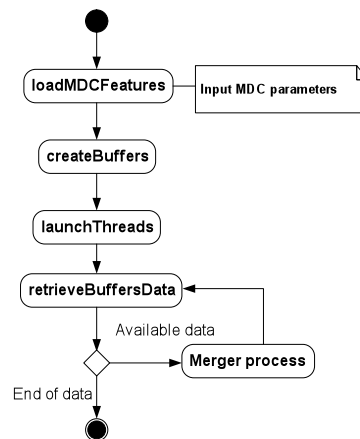 loadMDCFeatures
Input MDC parameters
createBuffers
launchThreads
retrieveBuffersData
Available data
Merger process
End of data